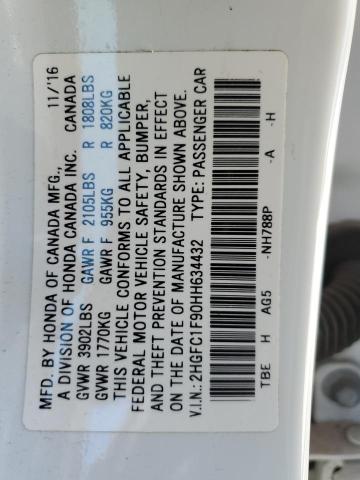 MFD. BY HONDA OF CANADA MFG., 11/'16
A DIVISION OF HONDA CANADA INC. CANADA
GVWR 3902LBS GAWR F 2105LBS R 1808LBS
GVWR 1770KG GAWR F 955KG R 820KG
THIS VEHICLE CONFORMS TO ALL APPLICABLE
FEDERAL MOTOR VEHICLE SAFETY, BUMPER,
AND THEFT PREVENTION STANDARDS IN EFFECT
ON THE DATE OF MANUFACTURE SHOWN ABOVE.
V.I.N.: 2HGFC1F90HH634432 TYPE: PASSENGER CAR
TBE H AG5 -NH788P -A -H